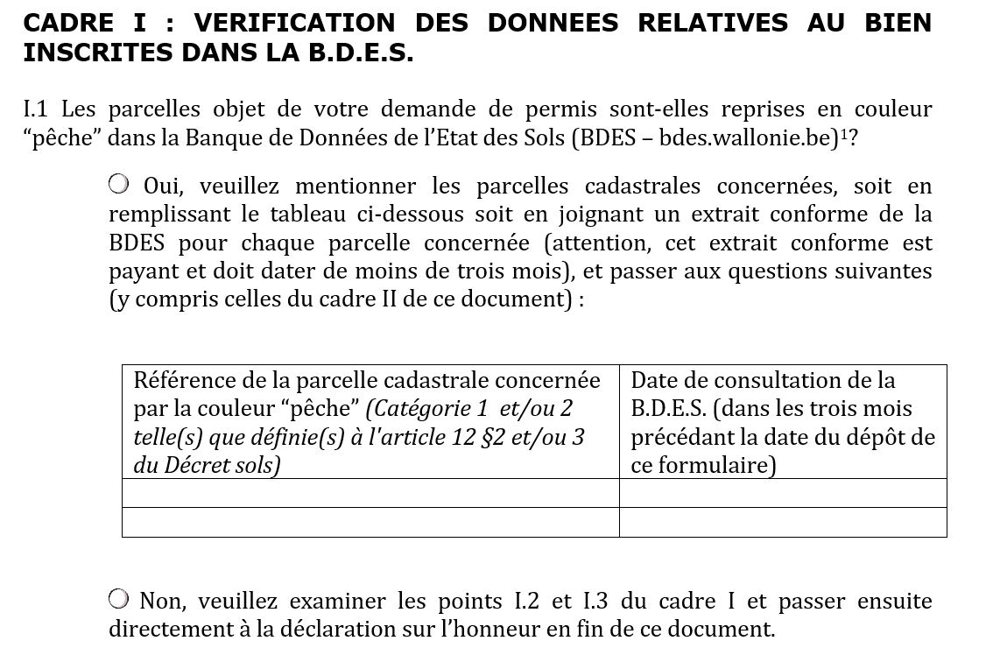 CADRE I : VERIFICATION DES DONNEES RELATIVES AU BIEN
INSCRITES DANS LA B.D.E.S.
I.1 Les parcelles objet de votre demande de permis sont-elles reprises en couleur
“pêche” dans la Banque de Données de l’Etat des Sols (BDES – bdes.wallonie.be)¹?
Oui, veuillez mentionner les parcelles cadastrales concernées, soit en
remplissant le tableau ci-dessous soit en joignant un extrait conforme de la
BDES pour chaque parcelle concernée (attention, cet extrait conforme est
payant et doit dater de moins de trois mois), et passer aux questions suivantes
(y compris celles du cadre II de ce document) :
Référence de la parcelle cadastrale concernée
par la couleur “pêche” (Catégorie 1 et/ou 2
telle(s) que définie(s) à l'article 12 §2 et/ou 3
du Décret sols)
Date de consultation de la
B.D.E.S. (dans les trois mois
précédant la date du dépôt de
ce formulaire)
Non, veuillez examiner les points I.2 et I.3 du cadre I et passer ensuite
directement à la déclaration sur l’honneur en fin de ce document.